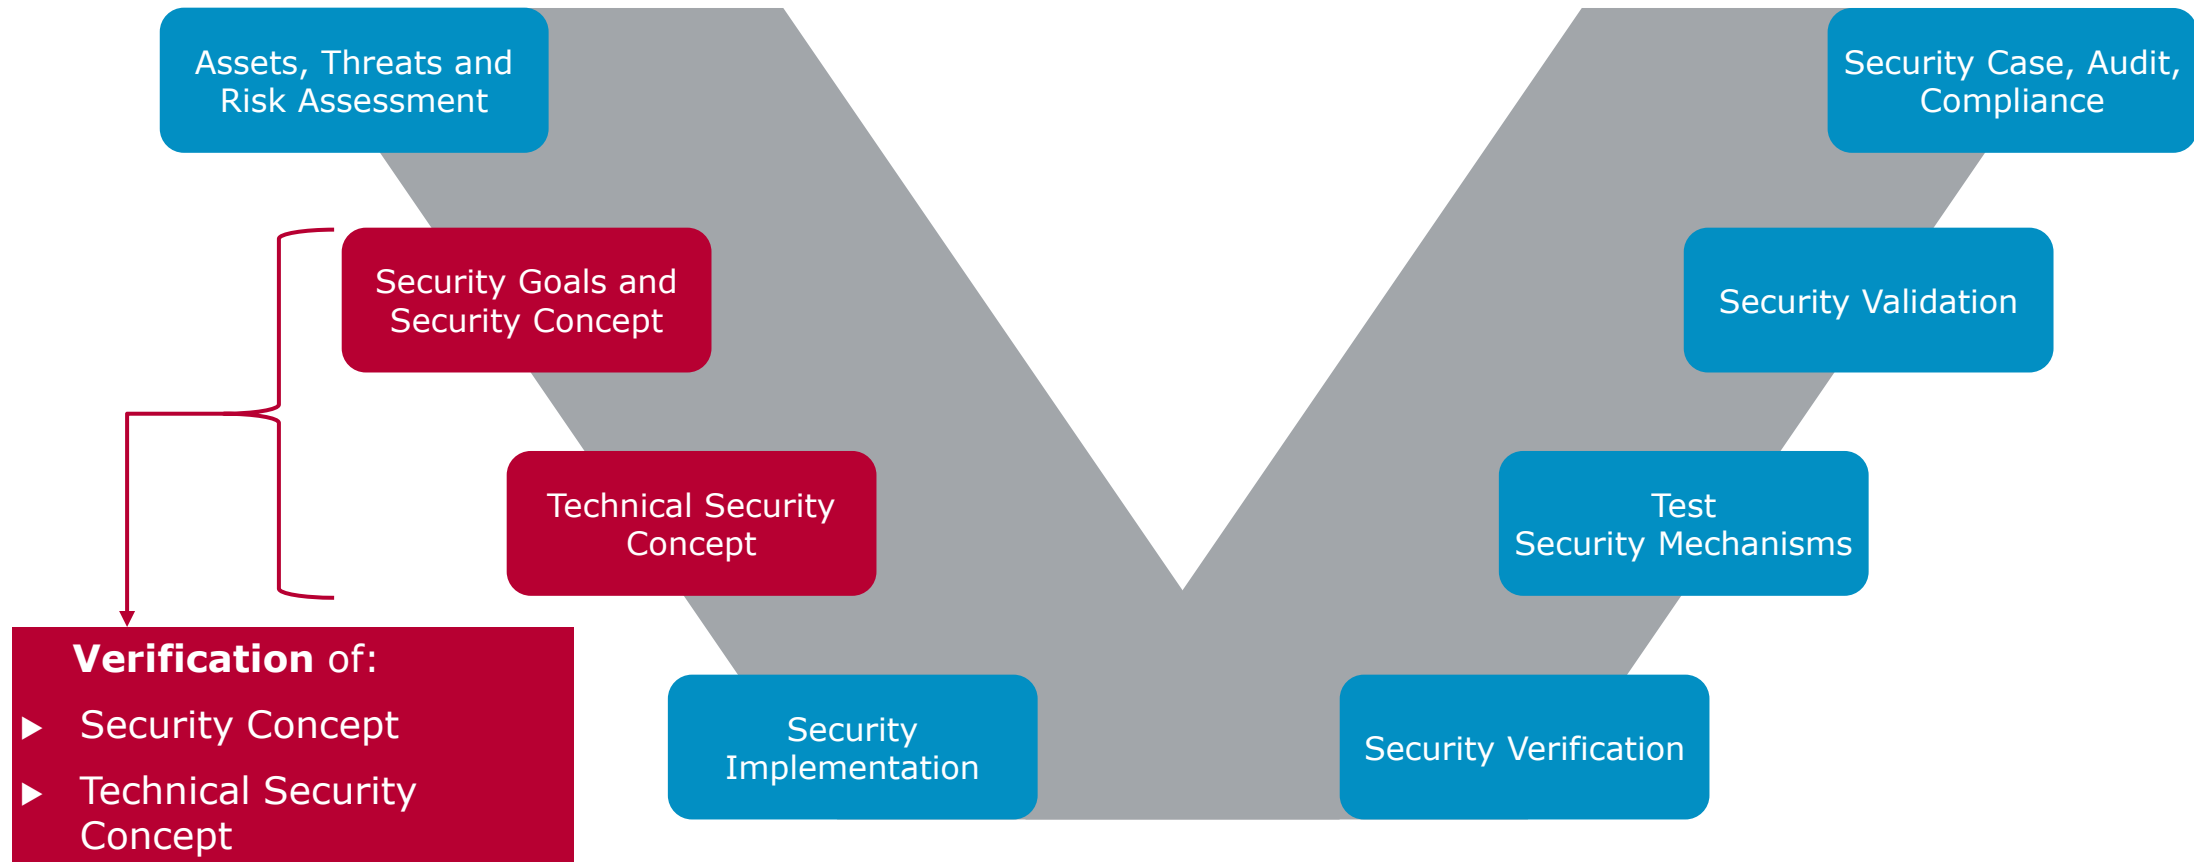 Assets, Threats and
Risk Assessment
Security Case, Audit,
Compliance
Security Goals and
Security Concept
Security Validation
Technical Security
Concept
Test
Security Mechanisms
Verification of:
► Security Concept
► Technical Security
Concept
Security
Implementation
Security Verification